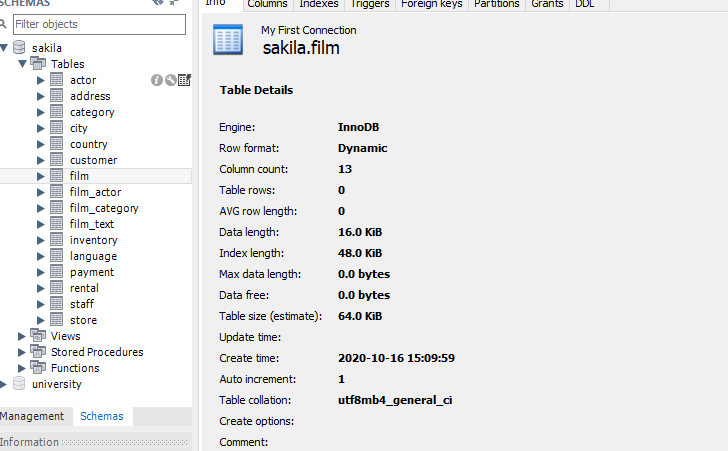 SCHEMAS
Filter objects
sakila
Tables
actor
address
category
city
country
customer
film
film_actor
film_category
film_text
inventory
language
payment
rental
staff
store
Views
Stored Procedures
Functions
university
Management Schemas
Information
Info Columns Indexes Triggers Foreign keys Partitions Grants DDL
My First Connection
sakila.film
Table Details
Engine: InnoDB
Row format: Dynamic
Column count: 13
Table rows: 0
AVG row length: 0
Data length: 16.0 KiB
Index length: 48.0 KiB
Max data length: 0.0 bytes
Data free: 0.0 bytes
Table size (estimate): 64.0 KiB
Update time:
Create time: 2020-10-16 15:09:59
Auto increment: 1
Table collation: utf8mb4_general_ci
Create options:
Comment: